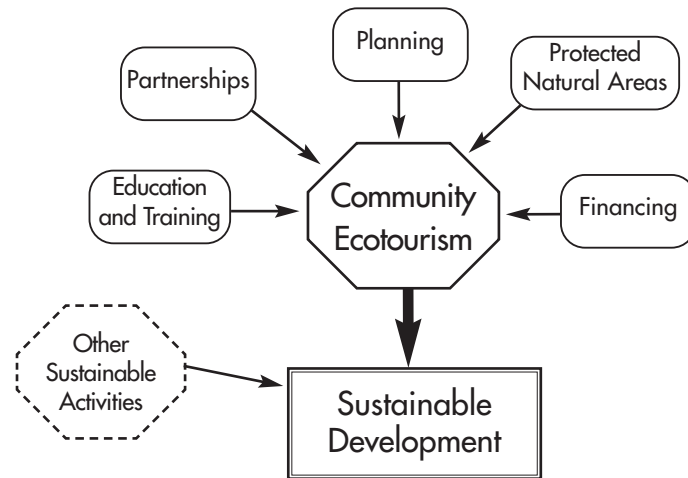 Planning
Protected
Natural Areas
Partnerships
Education
and Training
Community
Ecotourism
Financing
Other
Sustainable
Activities
Sustainable
Development